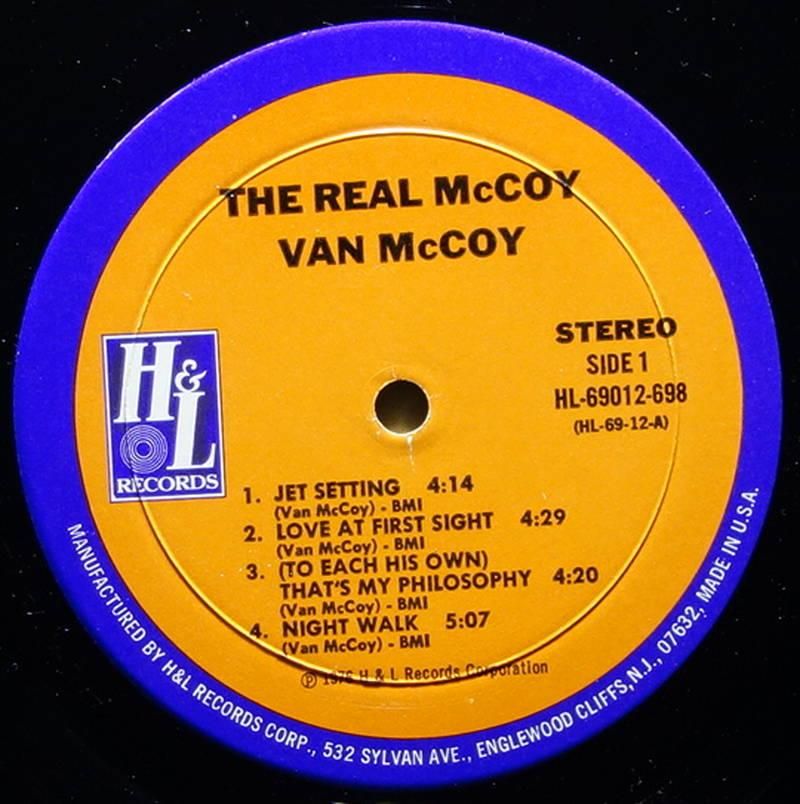 THE REAL McCOY
VAN McCOY
H&L
RECORDS
STEREO
SIDE 1
HL-69012-698
(HL-69-12-A)
1. JET SETTING 4:14
(Van McCoy) - BMI
2. LOVE AT FIRST SIGHT 4:29
(Van McCoy) - BMI
3. (TO EACH HIS OWN)
THAT'S MY PHILOSOPHY 4:20
(Van McCoy) - BMI
4. NIGHT WALK 5:07
(Van McCoy) - BMI
℗ 1976 H & L Records Corporation
MANUFACTURED BY H&L RECORDS CORP., 532 SYLVAN AVE., ENGLEWOOD CLIFFS, N.J., 07632, MADE IN U.S.A.